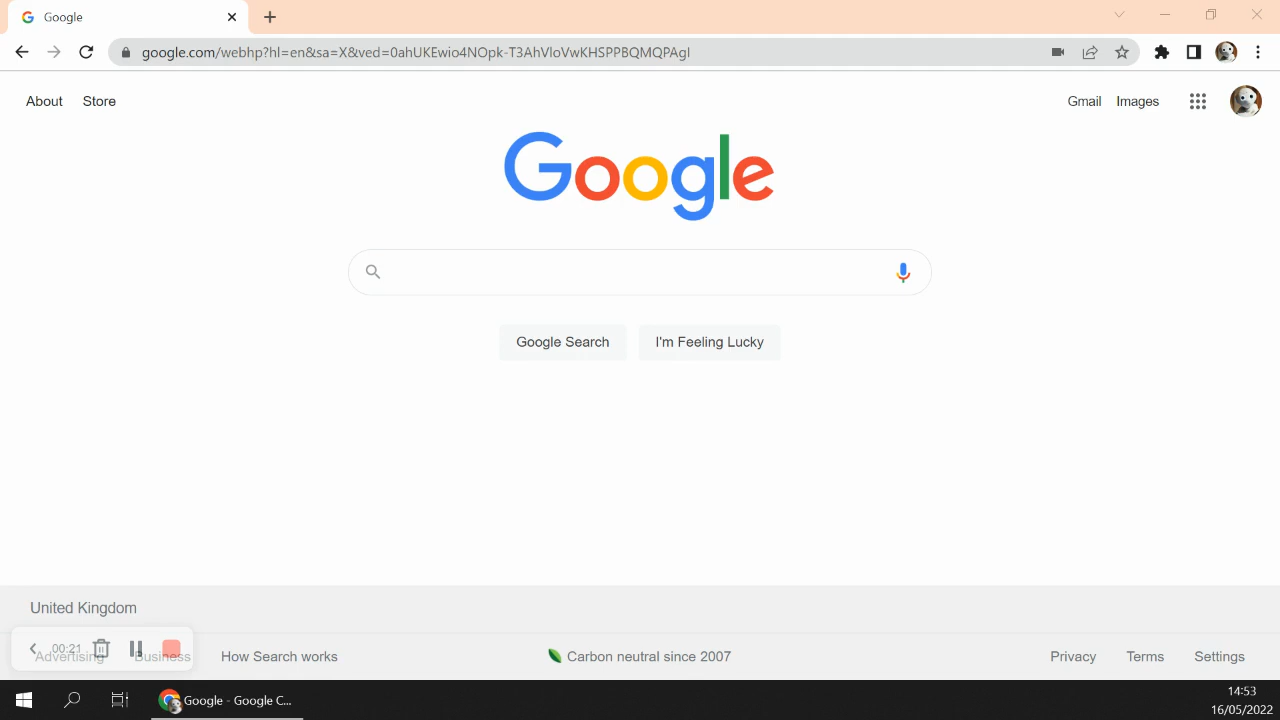 Google
google.com/webhp?hl=en&sa=X&ved=0ahUKEwio4NOpk-T3AhVloVwKHSPPBQMQPAgI
About Store Gmail Images
Google
Google Search I'm Feeling Lucky
United Kingdom
00:21
Advertising Business How Search works Carbon neutral since 2007 Privacy Terms Settings
Google - Google C...
14:53
16/05/2022